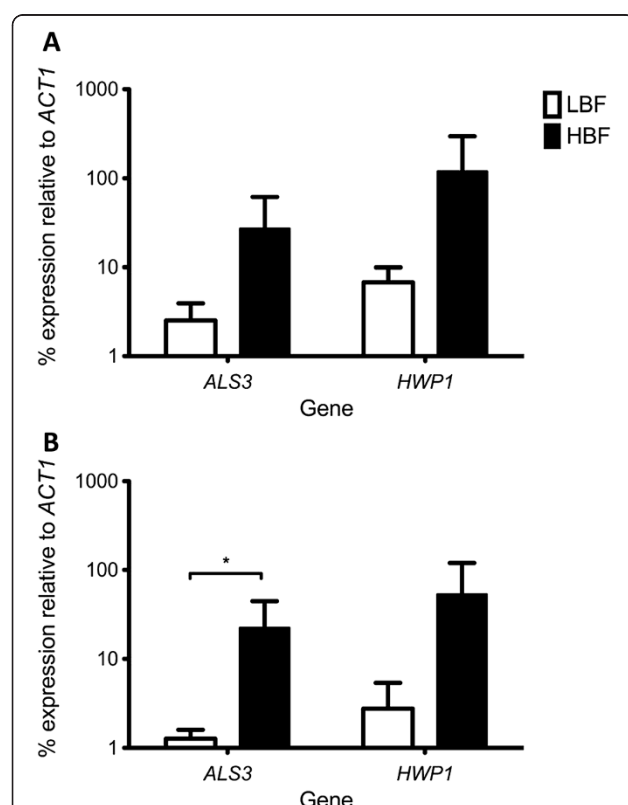 A
% expression relative to ACT1
1000
100
10
1
ALS3 HWP1
Gene
LBF
HBF
B
% expression relative to ACT1
1000
100
10
1
*
ALS3 HWP1
Gene